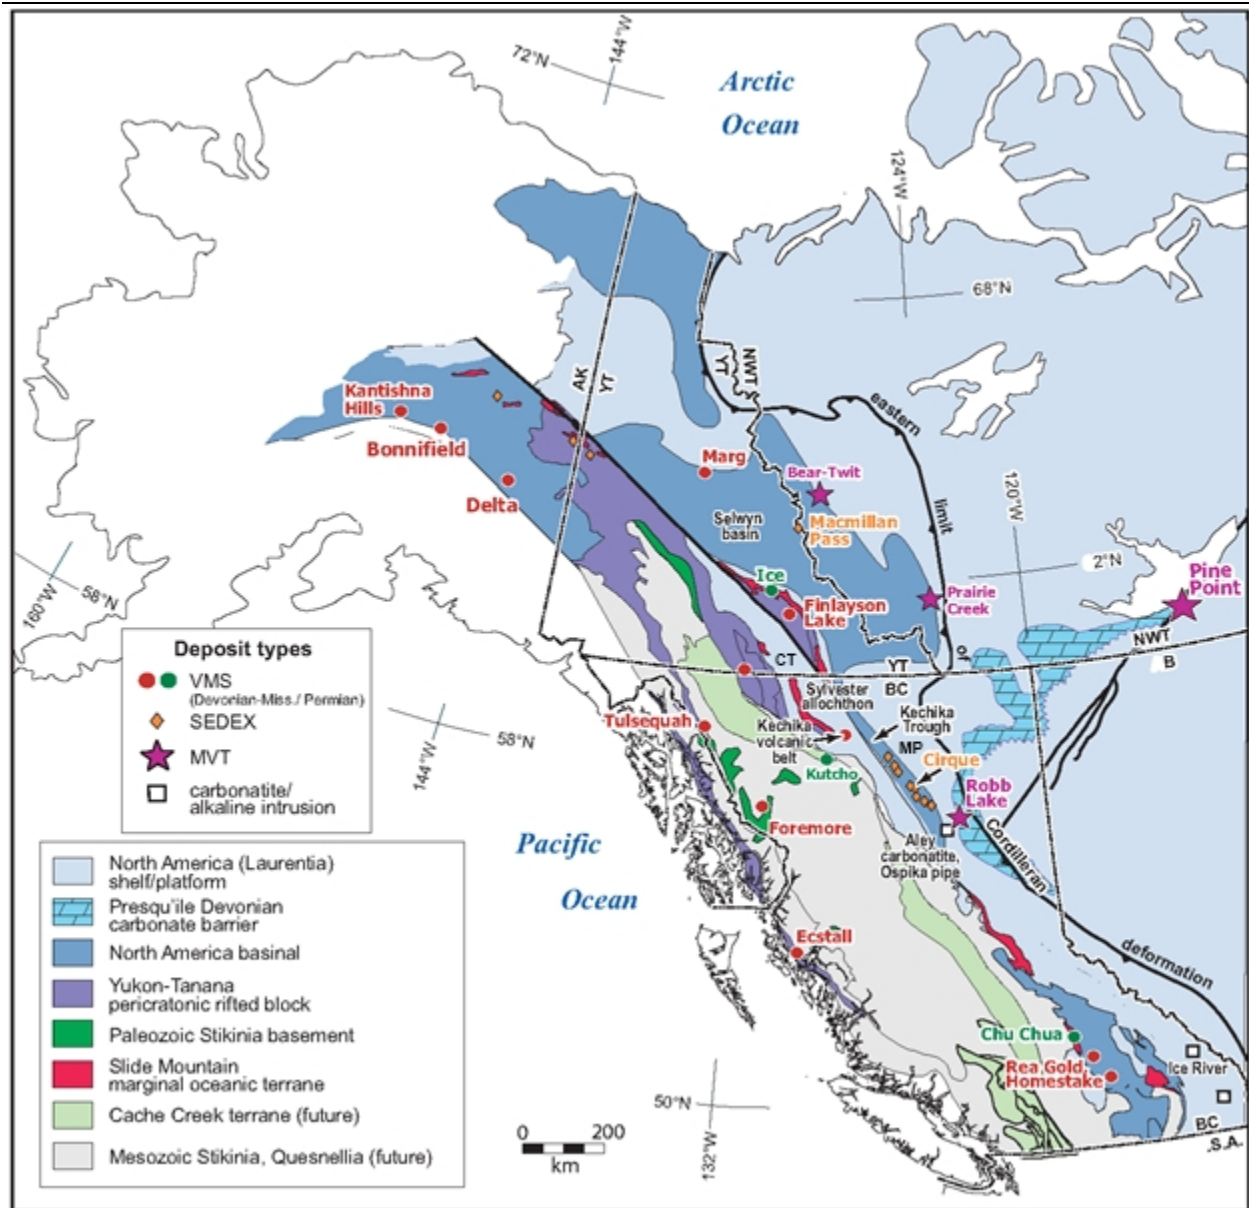 72°N
144°W
Arctic
Ocean
124°W
68°N
AK
YT
YT
NWT
eastern
Kantishna
Hills
Bonnifield
Delta
Marg
Bear-Twit
Selwyn
basin
Macmillan
Pass
limit
120°W
2°N
Pine
Point
Ice
Finlayson
Lake
Prairie
Creek
160°W
58°N
NWT
B
of
CT
YT
BC
Deposit types
VMS
(Devonian-Miss./ Permian)
SEDEX
MVT
carbonatite/
alkaline intrusion
Sylvester
allochthon
Kechika
Trough
Tulsequah
Kechika
volcanic
belt
MP
Cirque
Kutcho
144°W
58°N
Robb
Lake
Foremore
Aley
carbonatite,
Ospika pipe
Cordilleran
Pacific
Ocean
North America (Laurentia)
shelf/platform
Presqu'ile Devonian
carbonate barrier
North America basinal
Yukon-Tanana
pericratonic rifted block
Paleozoic Stikinia basement
Slide Mountain
marginal oceanic terrane
Cache Creek terrane (future)
Mesozoic Stikinia, Quesnellia (future)
Ecstall
deformation
Chu Chua
Rea Gold,
Homestake
Ice River
50°N
132°W
0 200
km
BC
.S.A.